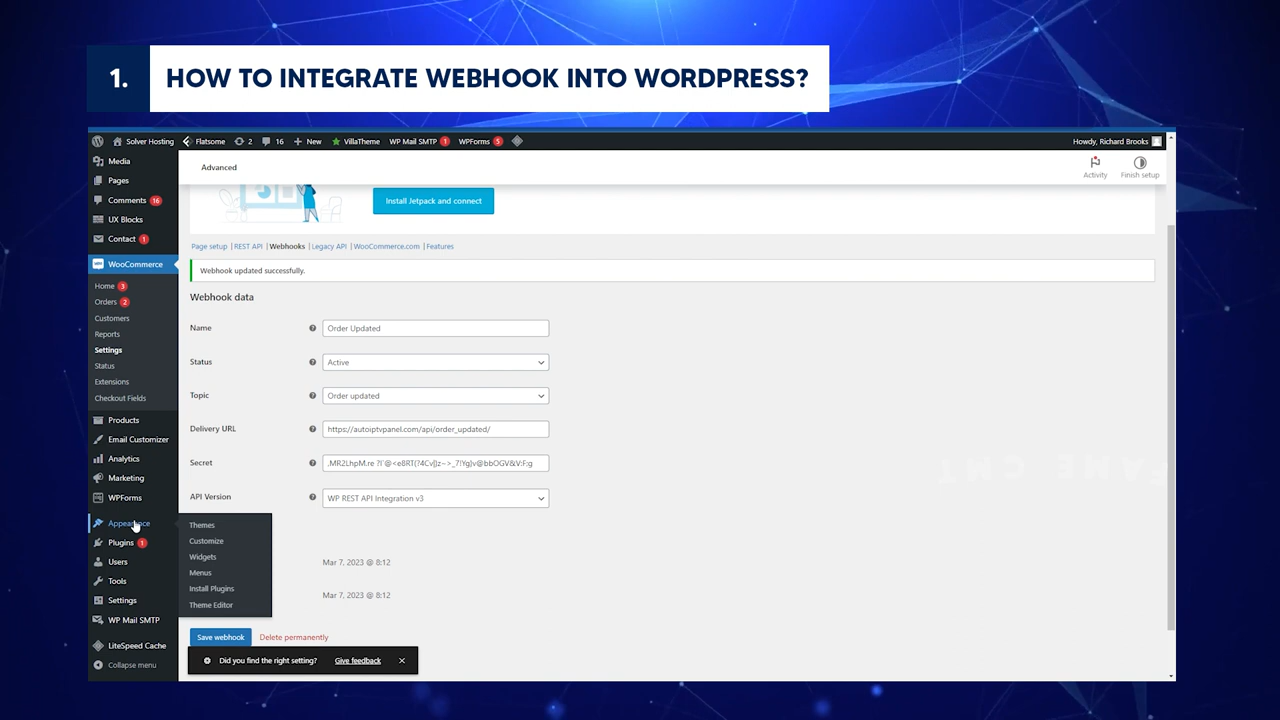 1. HOW TO INTEGRATE WEBHOOK INTO WORDPRESS?
Solver Hosting Flatsome 2 16 New VillaTheme WP Mail SMTP 1 WPForms 5 Howdy, Richard Brooks
Media
Pages
Comments 16
UX Blocks
Contact 1
WooCommerce
Home 3
Orders 2
Customers
Reports
Settings
Status
Extensions
Checkout Fields
Products
Email Customizer
Analytics
Marketing
WPForms
Appearance
Plugins 1
Users
Tools
Settings
WP Mail SMTP
LiteSpeed Cache
Collapse menu
Themes
Customize
Widgets
Menus
Install Plugins
Theme Editor
Advanced
Activity
Finish setup
Install Jetpack and connect
Page setup | REST API | Webhooks | Legacy API | WooCommerce.com | Features
Webhook updated successfully.
Webhook data
Name Order Updated
Status Active
Topic Order updated
Delivery URL https://autoiptvpanel.com/api/order_updated/
Secret
API Version WP REST API Integration v3
Mar 7, 2023 @ 8:12
Mar 7, 2023 @ 8:12
Save webhook Delete permanently
Did you find the right setting? Give feedback